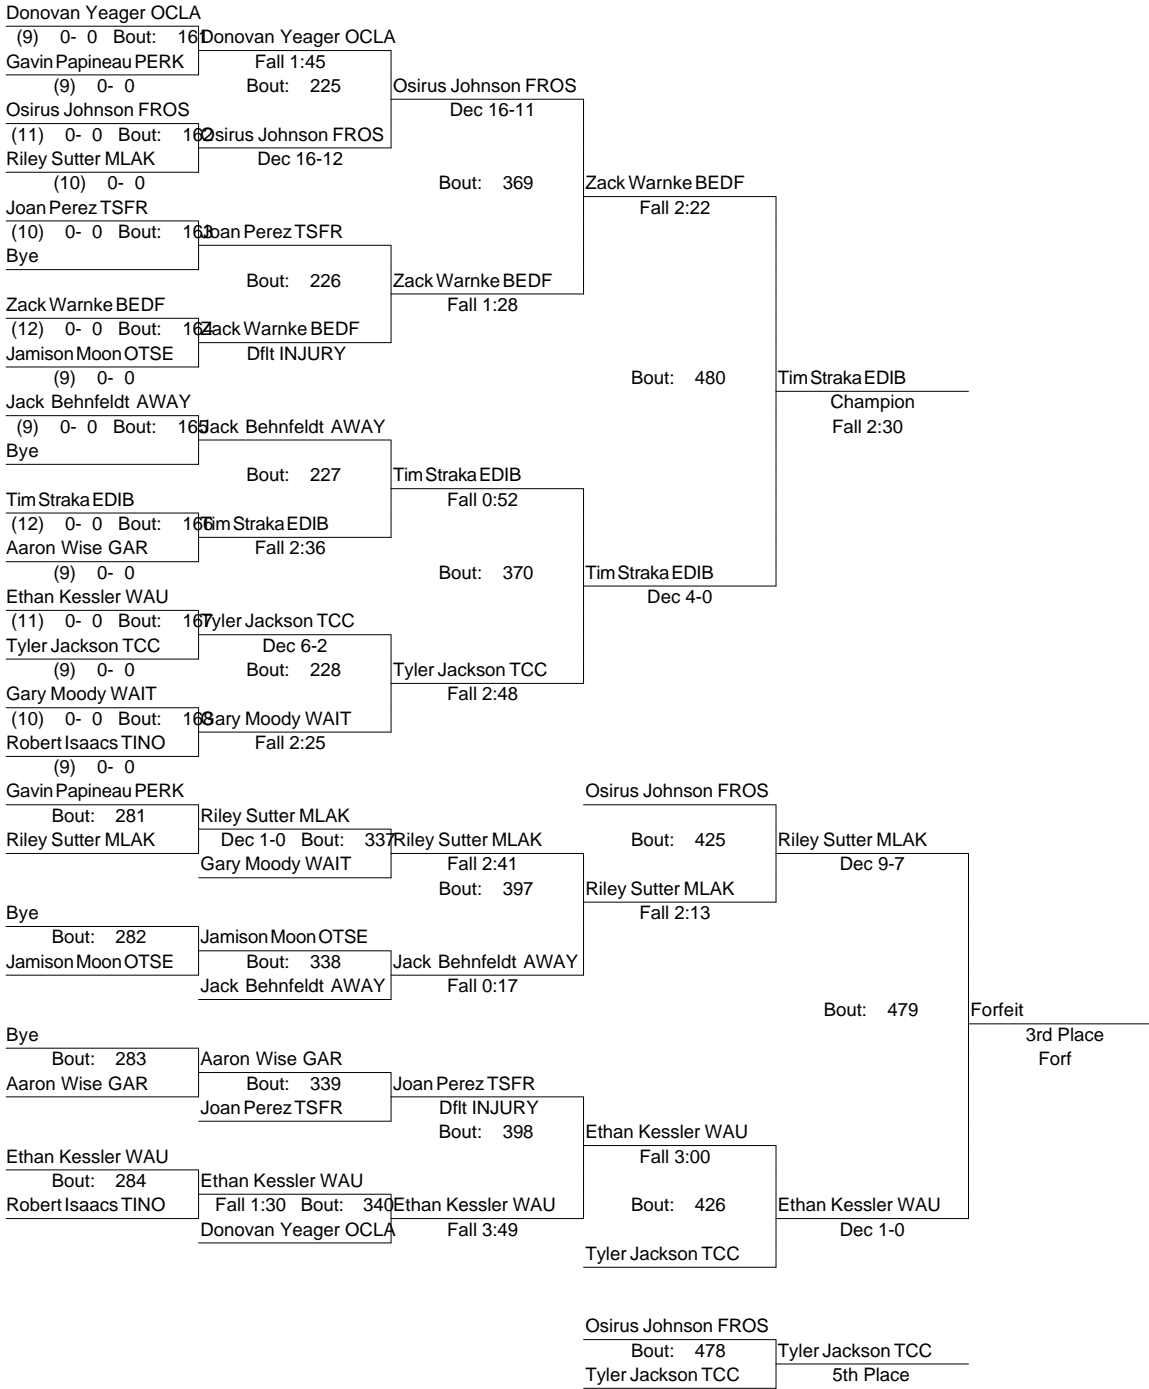 Donovan Yeager OCLA
(9) 0- 0 Bout: 161 Donovan Yeager OCLA
Gavin Papineau PERK Fall 1:45
(9) 0- 0 Bout: 225 Osirus Johnson FROS
Osirus Johnson FROS Dec 16-11
(11) 0- 0 Bout: 162 Osirus Johnson FROS
Riley Sutter MLAK Dec 16-12
(10) 0- 0 Bout: 369 Zack Warnke BEDF
Joan Perez TSFR Fall 2:22
(10) 0- 0 Bout: 163 Joan Perez TSFR
Bye
Bout: 226 Zack Warnke BEDF
Zack Warnke BEDF Fall 1:28
(12) 0- 0 Bout: 164 Zack Warnke BEDF
Jamison Moon OTSE Dflt INJURY
(9) 0- 0 Bout: 480 Tim Straka EDIB
Jack Behnfeldt AWAY Champion
(9) 0- 0 Bout: 165 Jack Behnfeldt AWAY Fall 2:30
Bye
Bout: 227 Tim Straka EDIB
Tim Straka EDIB Fall 0:52
(12) 0- 0 Bout: 166 Tim Straka EDIB
Aaron Wise GAR Fall 2:36
(9) 0- 0 Bout: 370 Tim Straka EDIB
Ethan Kessler WAU Dec 4-0
(11) 0- 0 Bout: 167 Tyler Jackson TCC
Tyler Jackson TCC Dec 6-2
(9) 0- 0 Bout: 228 Tyler Jackson TCC
Gary Moody WAIT Fall 2:48
(10) 0- 0 Bout: 168 Gary Moody WAIT
Robert Isaacs TINO Fall 2:25
(9) 0- 0
Gavin Papineau PERK Osirus Johnson FROS
Bout: 281 Riley Sutter MLAK
Riley Sutter MLAK Dec 1-0 Bout: 337 Riley Sutter MLAK Bout: 425 Riley Sutter MLAK
Gary Moody WAIT Fall 2:41 Dec 9-7
Bout: 397 Riley Sutter MLAK
Bye Fall 2:13
Bout: 282 Jamison Moon OTSE
Jamison Moon OTSE Bout: 338 Jack Behnfeldt AWAY
Jack Behnfeldt AWAY Fall 0:17
Bout: 479 Forfeit
Bye 3rd Place
Bout: 283 Aaron Wise GAR Forf
Aaron Wise GAR Bout: 339 Joan Perez TSFR
Joan Perez TSFR Dflt INJURY
Bout: 398 Ethan Kessler WAU
Ethan Kessler WAU Fall 3:00
Bout: 284 Ethan Kessler WAU
Robert Isaacs TINO Fall 1:30 Bout: 340 Ethan Kessler WAU Bout: 426 Ethan Kessler WAU
Donovan Yeager OCLA Fall 3:49 Dec 1-0
Tyler Jackson TCC
Osirus Johnson FROS
Bout: 478 Tyler Jackson TCC
Tyler Jackson TCC 5th Place